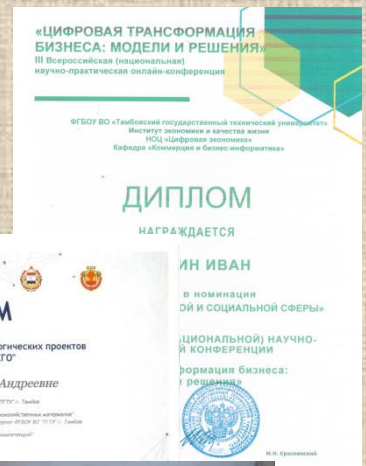 «ЦИФРОВАЯ ТРАНСФОРМАЦИЯ
БИЗНЕСА: МОДЕЛИ И РЕШЕНИЯ»
III Всероссийская (национальная)
научно-практическая онлайн-конференция
ФГБОУ ВО «Тамбовский государственный технический университет»
Институт экономики и качества жизни
НОЦ «Цифровая экономика»
Кафедра «Коммерция и бизнес-информатика»
ДИПЛОМ
НАГРАЖДАЕТСЯ
ИН ИВАН
в номинации
ОЙ И СОЦИАЛЬНОЙ СФЕРЫ»
ЦИОНАЛЬНОЙ) НАУЧНО-
Й КОНФЕРЕНЦИИ
формация бизнеса:
решения»
М.Н. Краснянский
М
огических проектов
ЕГО"
Андреевне